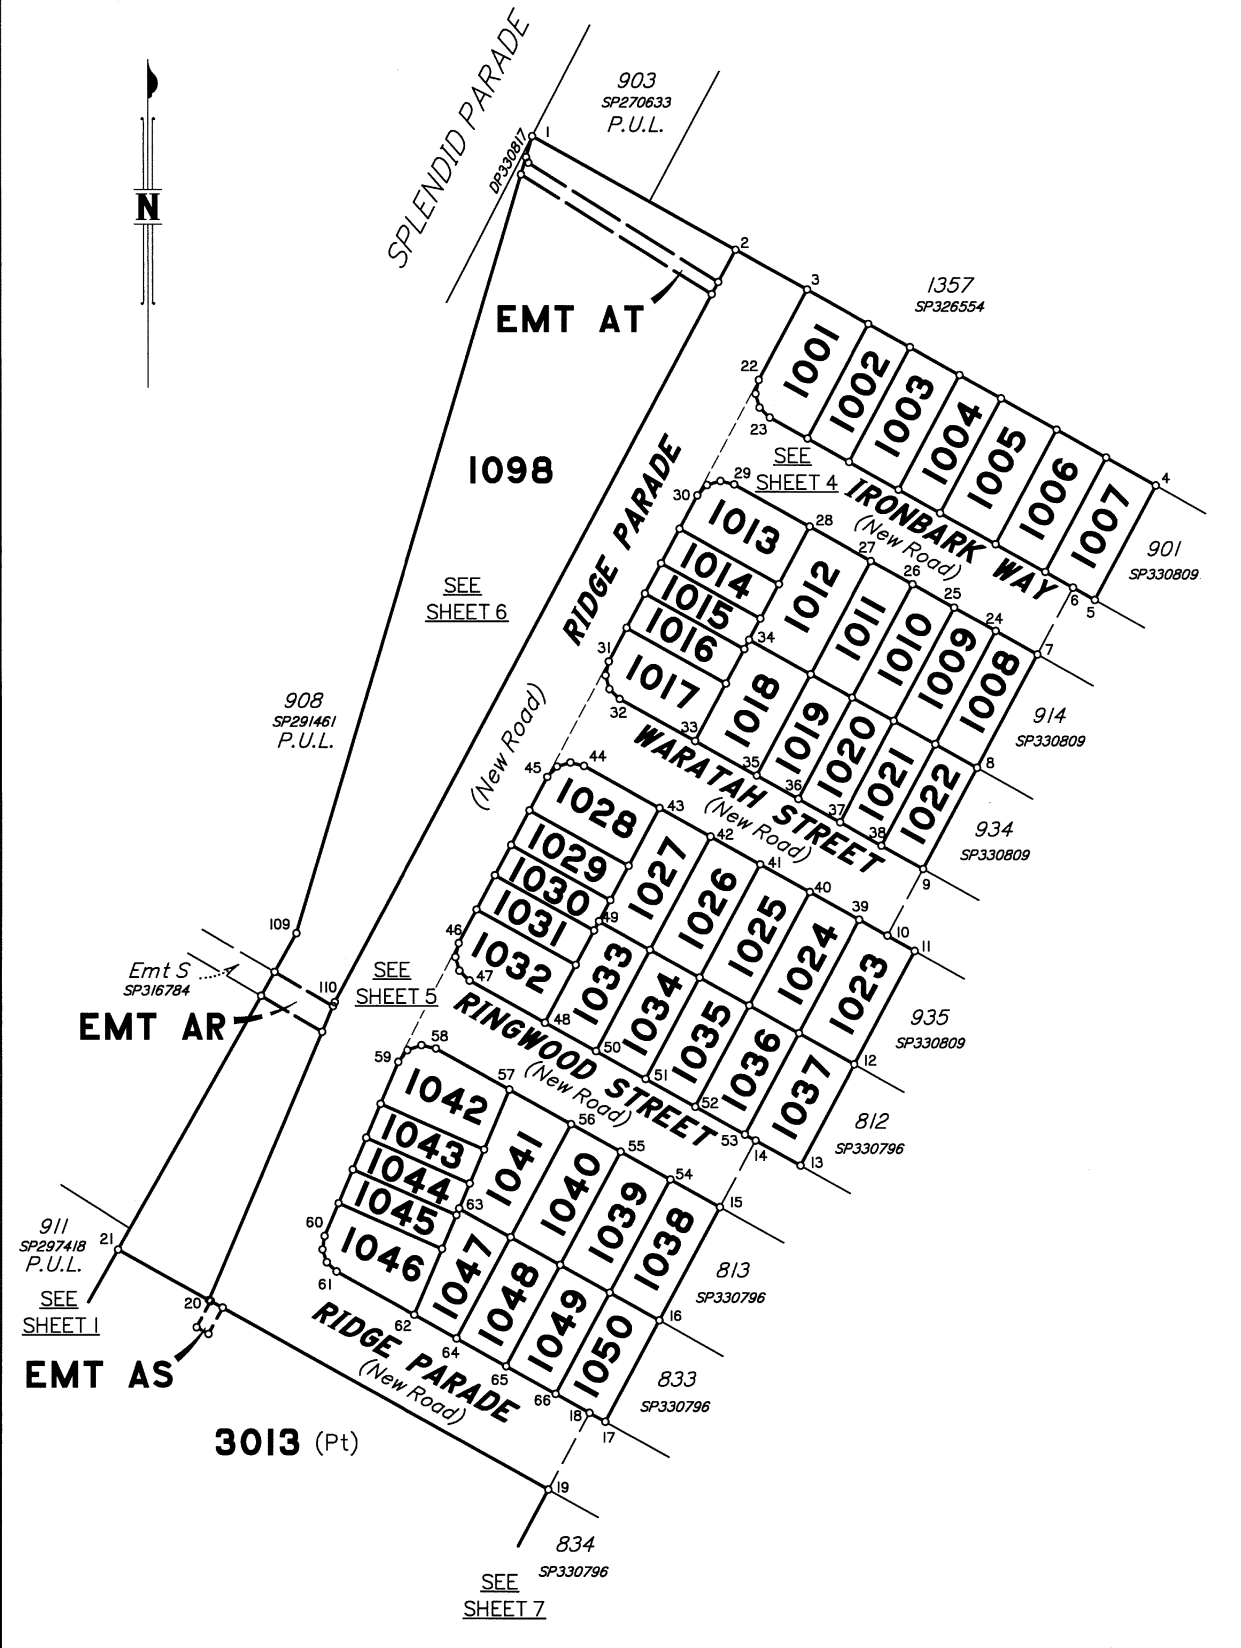 SPLENDID PARADE
903
SP270633
P.U.L.
DP330817
1
N
2
3
1357
SP326554
EMT AT
1001
1002
1003
1004
1005
1006
1007
4
22
23
SEE
SHEET 4
IRONBARK WAY
(New Road)
901
SP330809
6
5
1098
RIDGE PARADE
(New Road)
30
29
28
27
26
25
24
7
1013
1014
1015
1016
1017
1012
1011
1010
1009
1008
34
SEE
SHEET 6
31
32
33
1018
1019
1020
1021
1022
914
SP330809
8
35
36
37
38
9
908
SP291461
P.U.L.
WARATAH STREET
(New Road)
934
SP330809
45
44
43
42
41
40
39
10
11
1028
1029
1030
1031
1032
1027
1026
1025
1024
1023
49
46
47
48
1033
1034
1035
1036
1037
935
SP330809
12
109
Emt S
SP316784
110
SEE
SHEET 5
EMT AR
50
51
52
53
14
13
RINGWOOD STREET
(New Road)
812
SP330796
59
58
57
56
55
54
15
1042
1043
1044
1045
1046
1041
1040
1039
1038
63
60
61
62
1047
1048
1049
1050
813
SP330796
16
911
SP297418
P.U.L.
21
SEE
SHEET 1
20
EMT AS
64
65
66
18
17
RIDGE PARADE
(New Road)
833
SP330796
3013 (Pt)
19
834
SP330796
SEE
SHEET 7